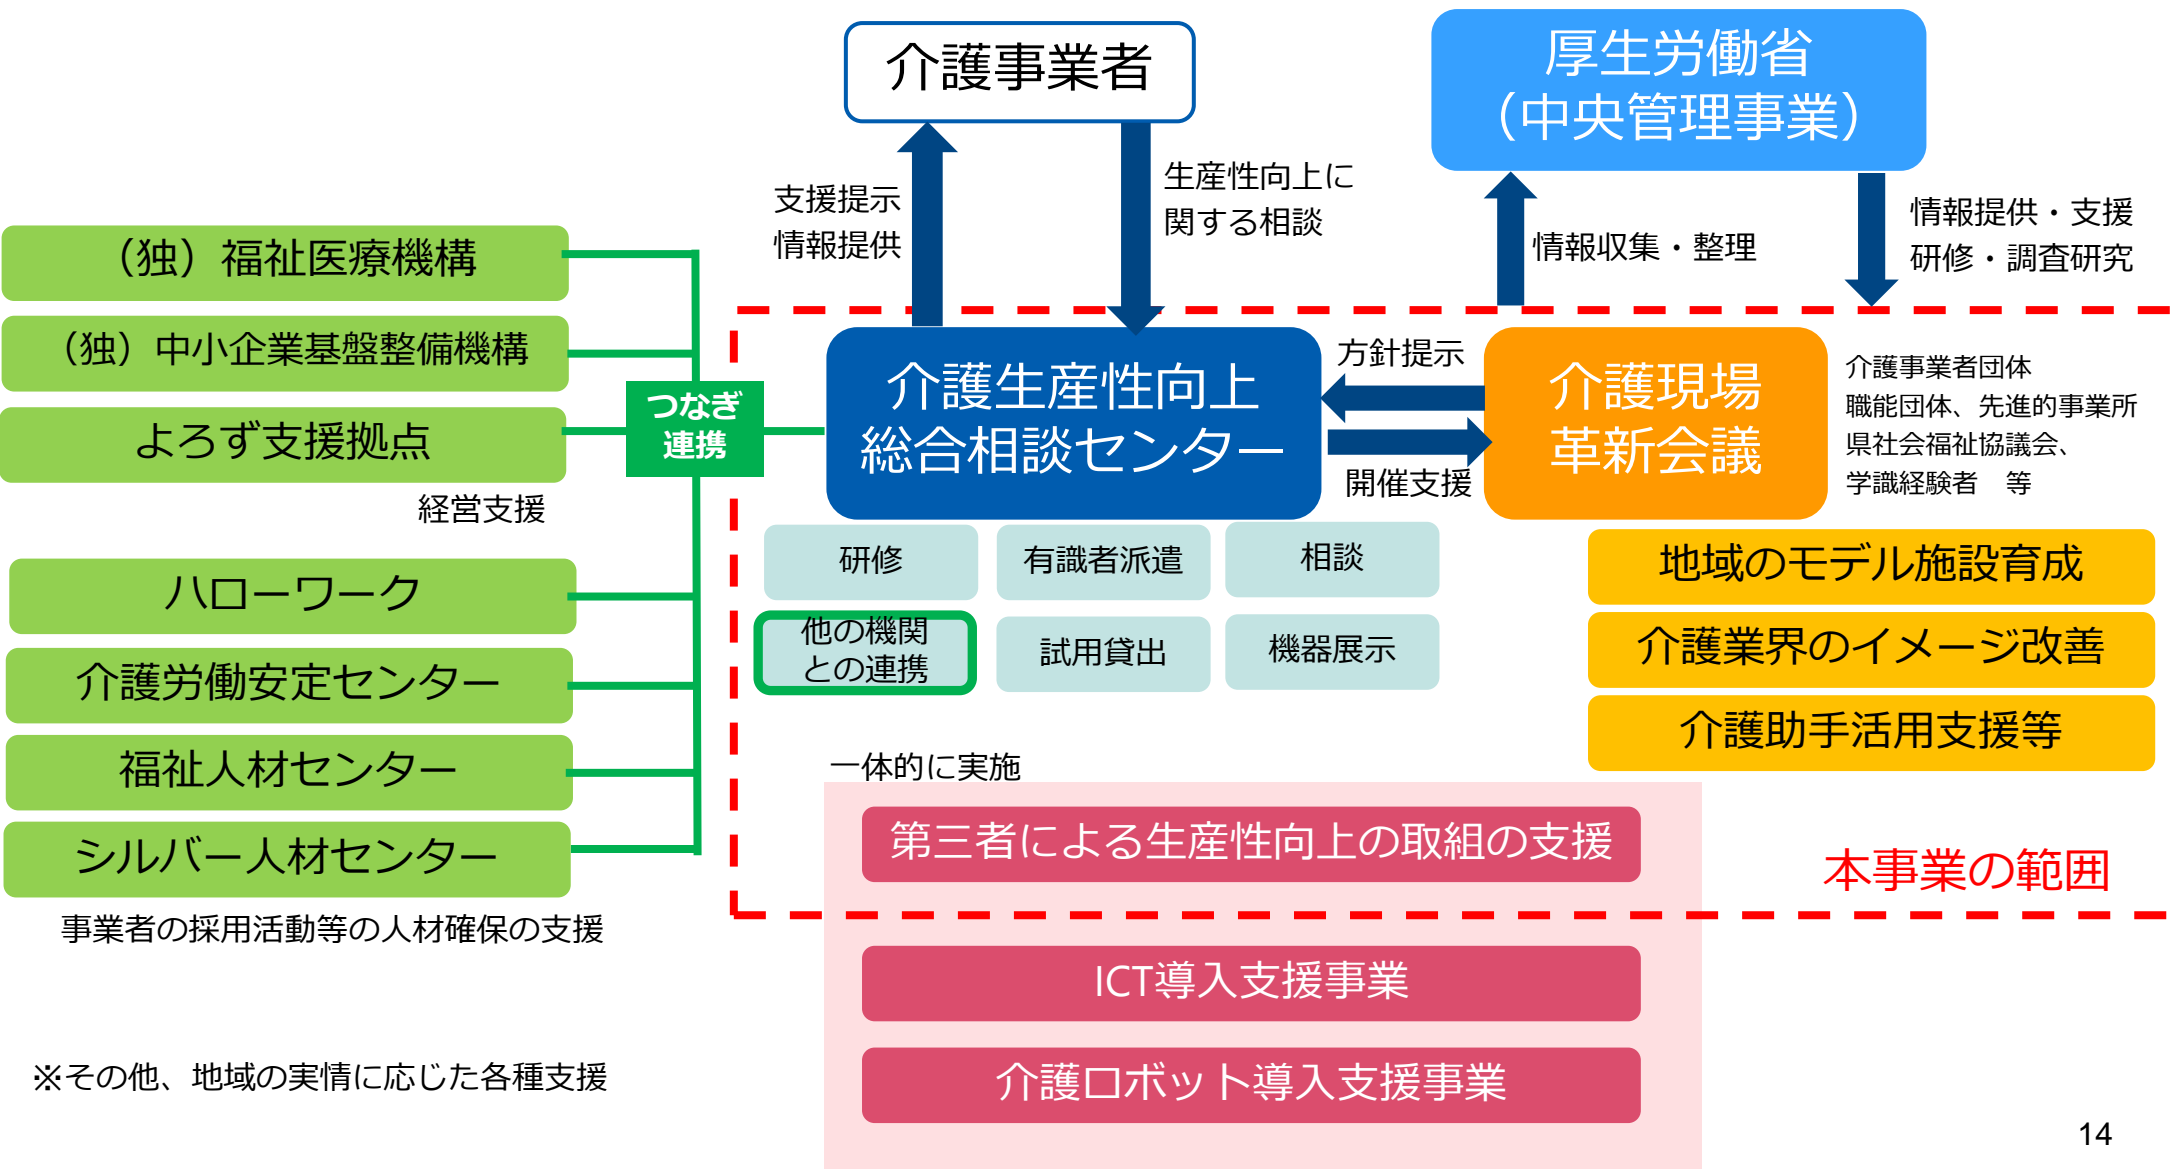 介護事業者
厚生労働省
（中央管理事業）
支援提示
情報提供
生産性向上に
関する相談
情報収集・整理
情報提供・支援
研修・調査研究
（独）福祉医療機構
（独）中小企業基盤整備機構
よろず支援拠点
経営支援
つなぎ
連携
介護生産性向上
総合相談センター
方針提示
開催支援
介護現場
革新会議
介護事業者団体
職能団体、先進的事業所
県社会福祉協議会、
学識経験者　等
研修
有識者派遣
相談
他の機関
との連携
試用貸出
機器展示
地域のモデル施設育成
介護業界のイメージ改善
介護助手活用支援等
ハローワーク
介護労働安定センター
福祉人材センター
シルバー人材センター
事業者の採用活動等の人材確保の支援
一体的に実施
第三者による生産性向上の取組の支援
本事業の範囲
ICT導入支援事業
介護ロボット導入支援事業
※その他、地域の実情に応じた各種支援
14